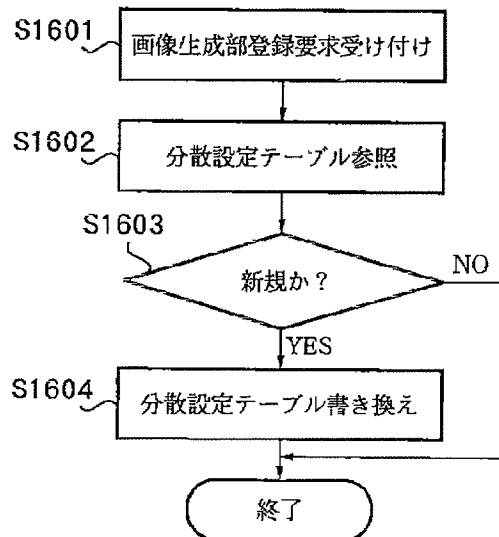 S1601
画像生成部登録要求受け付け
S1602
分散設定テーブル参照
S1603
新規か？
NO
YES
S1604
分散設定テーブル書き換え
終了